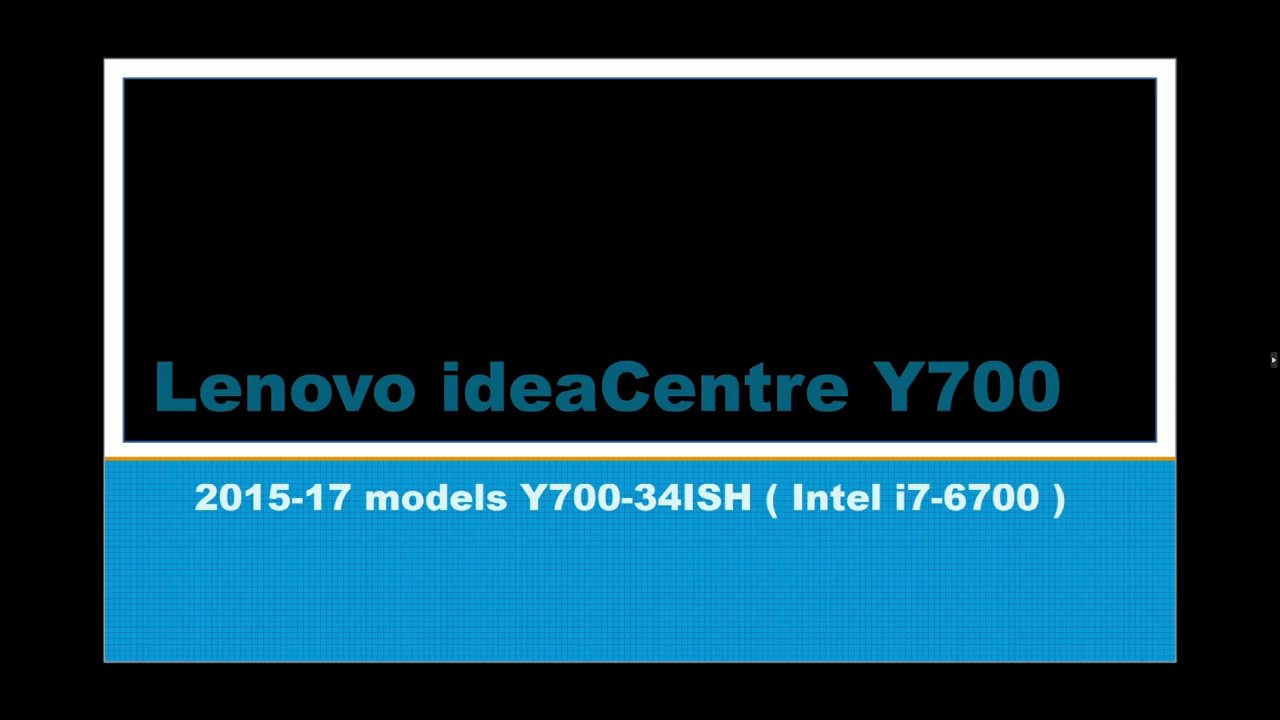 Lenovo ideaCentre Y700
2015-17 models Y700-34ISH ( Intel i7-6700 )